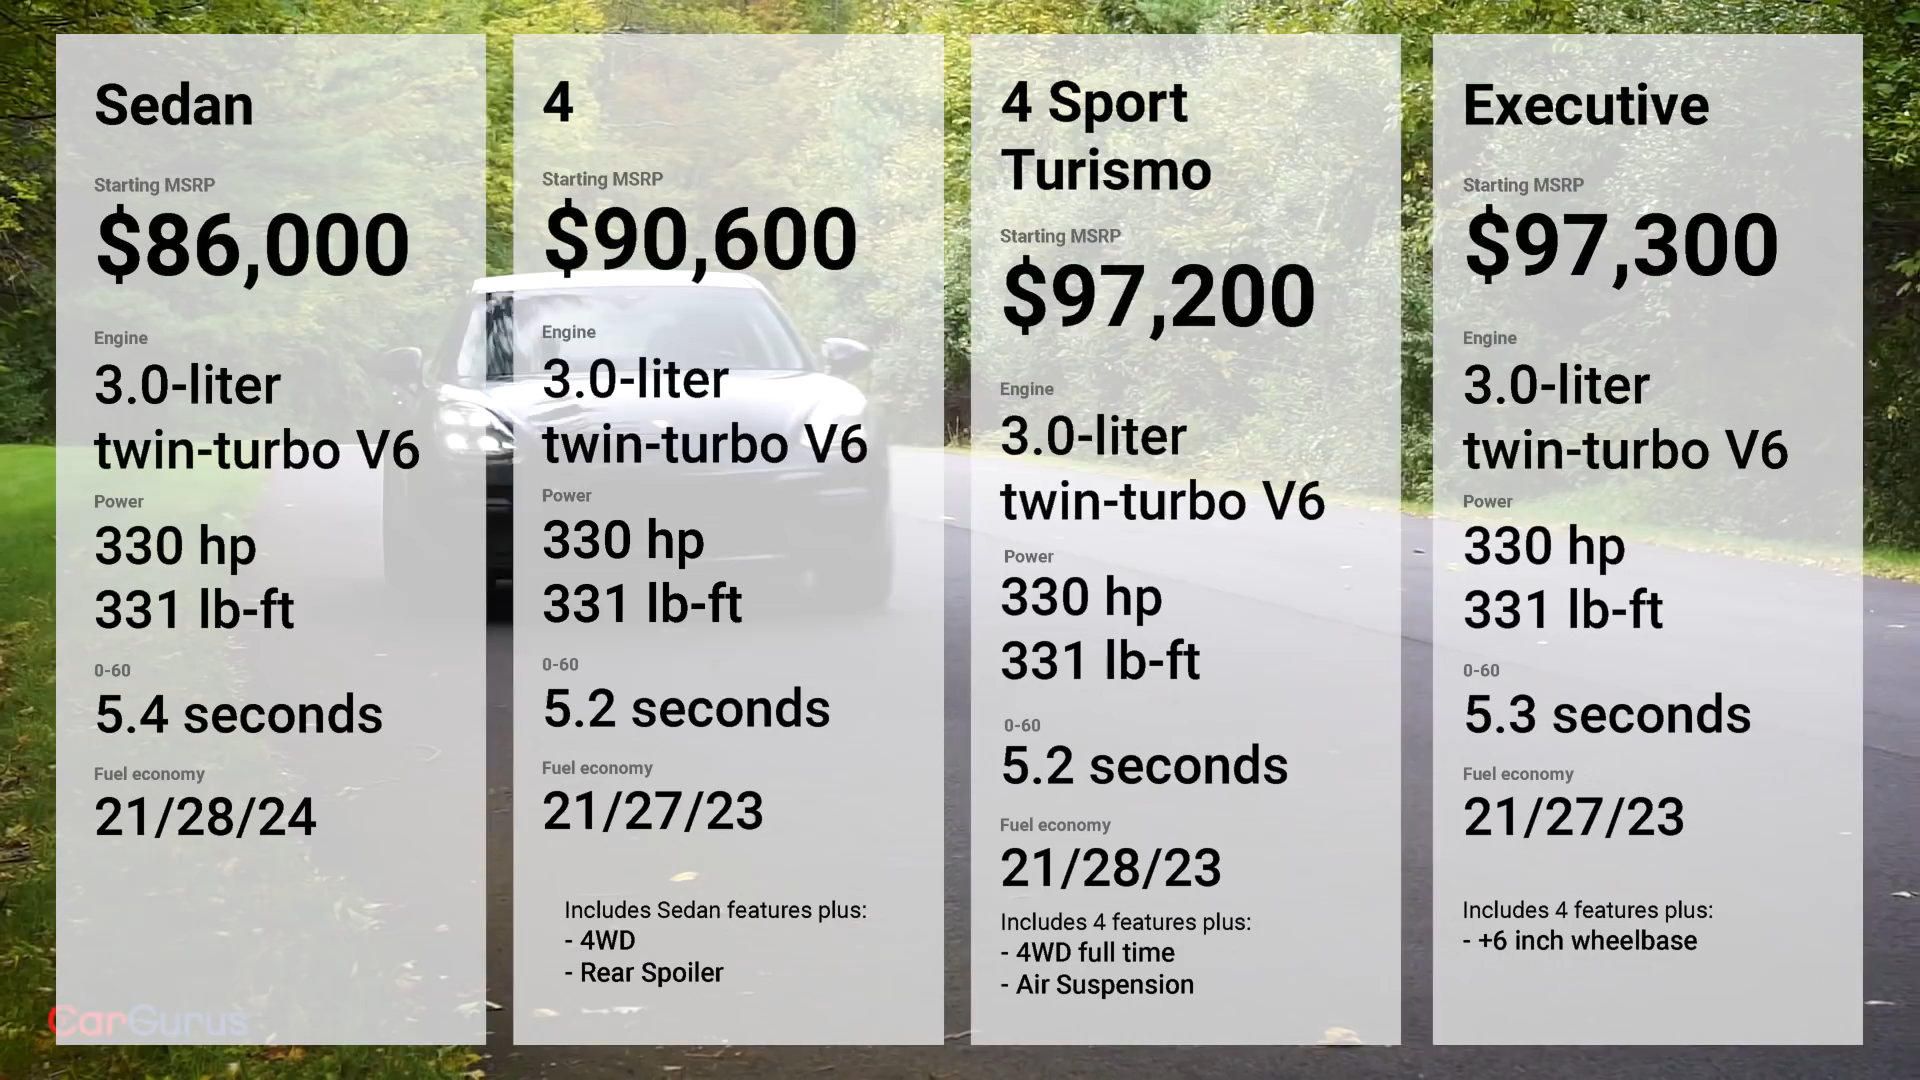 Sedan
Starting MSRP
$86,000
Engine
3.0-liter
twin-turbo V6
Power
330 hp
331 lb-ft
0-60
5.4 seconds
Fuel economy
21/28/24
4
Starting MSRP
$90,600
Engine
3.0-liter
twin-turbo V6
Power
330 hp
331 lb-ft
0-60
5.2 seconds
Fuel economy
21/27/23
Includes Sedan features plus:
- 4WD
- Rear Spoiler
4 Sport
Turismo
Starting MSRP
$97,200
Engine
3.0-liter
twin-turbo V6
Power
330 hp
331 lb-ft
0-60
5.2 seconds
Fuel economy
21/28/23
Includes 4 features plus:
- 4WD full time
- Air Suspension
Executive
Starting MSRP
$97,300
Engine
3.0-liter
twin-turbo V6
Power
330 hp
331 lb-ft
0-60
5.3 seconds
Fuel economy
21/27/23
Includes 4 features plus:
- +6 inch wheelbase
CarGurus